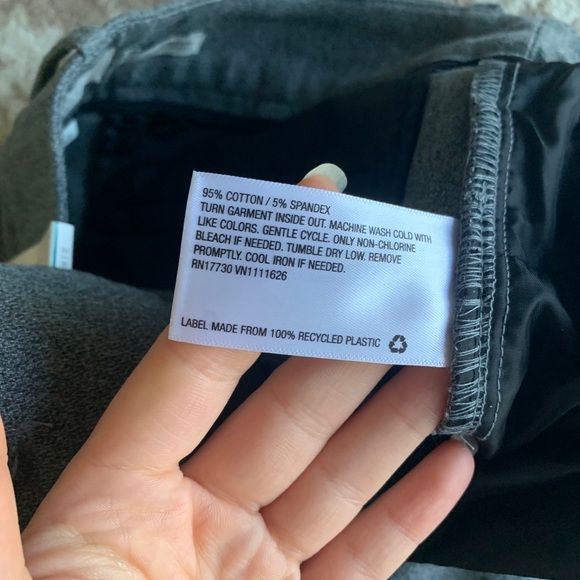 95% COTTON / 5% SPANDEX
TURN GARMENT INSIDE OUT. MACHINE WASH COLD WITH
LIKE COLORS. GENTLE CYCLE. ONLY NON-CHLORINE
BLEACH IF NEEDED. TUMBLE DRY LOW. REMOVE
PROMPTLY. COOL IRON IF NEEDED.
RN17730 VN1111626
LABEL MADE FROM 100% RECYCLED PLASTIC